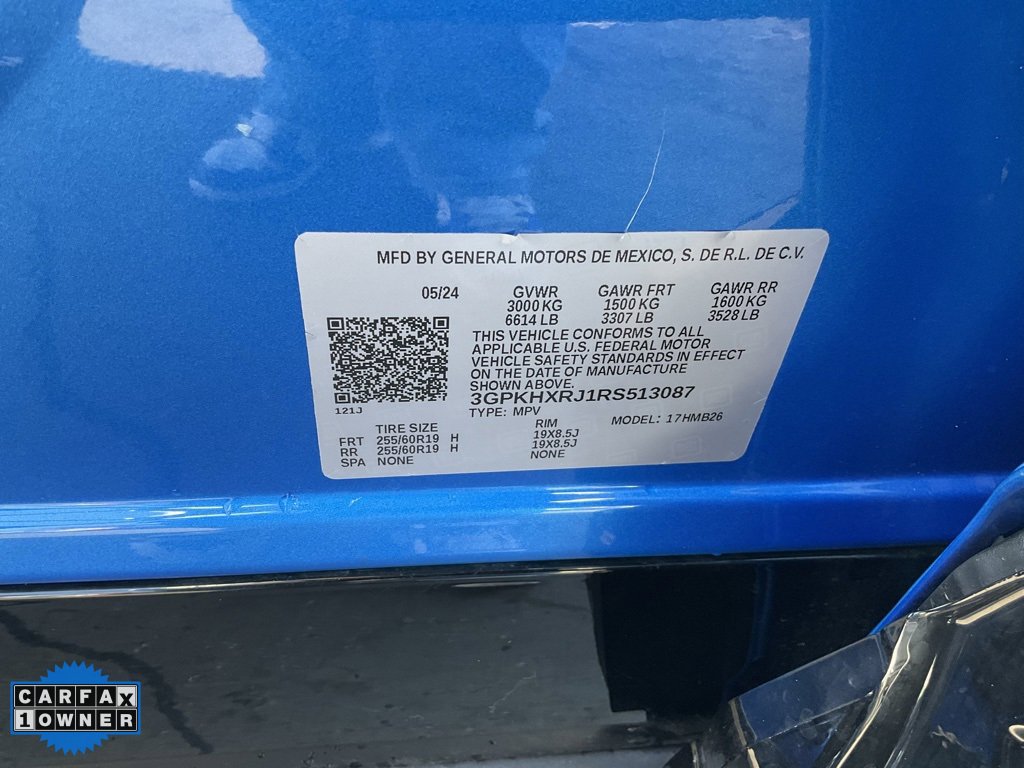 MFD BY GENERAL MOTORS DE MEXICO, S. DE R.L. DE C.V.
05/24 GVWR GAWR FRT GAWR RR
3000 KG 1500 KG 1600 KG
6614 LB 3307 LB 3528 LB
THIS VEHICLE CONFORMS TO ALL
APPLICABLE U.S. FEDERAL MOTOR
VEHICLE SAFETY STANDARDS IN EFFECT
ON THE DATE OF MANUFACTURE
SHOWN ABOVE.
3GPKHXRJ1RS513087
121J TYPE: MPV MODEL: 17HMB26
TIRE SIZE RIM
FRT 255/60R19 H 19X8.5J
RR 255/60R19 H 19X8.5J
SPA NONE NONE
CARFAX
1 OWNER